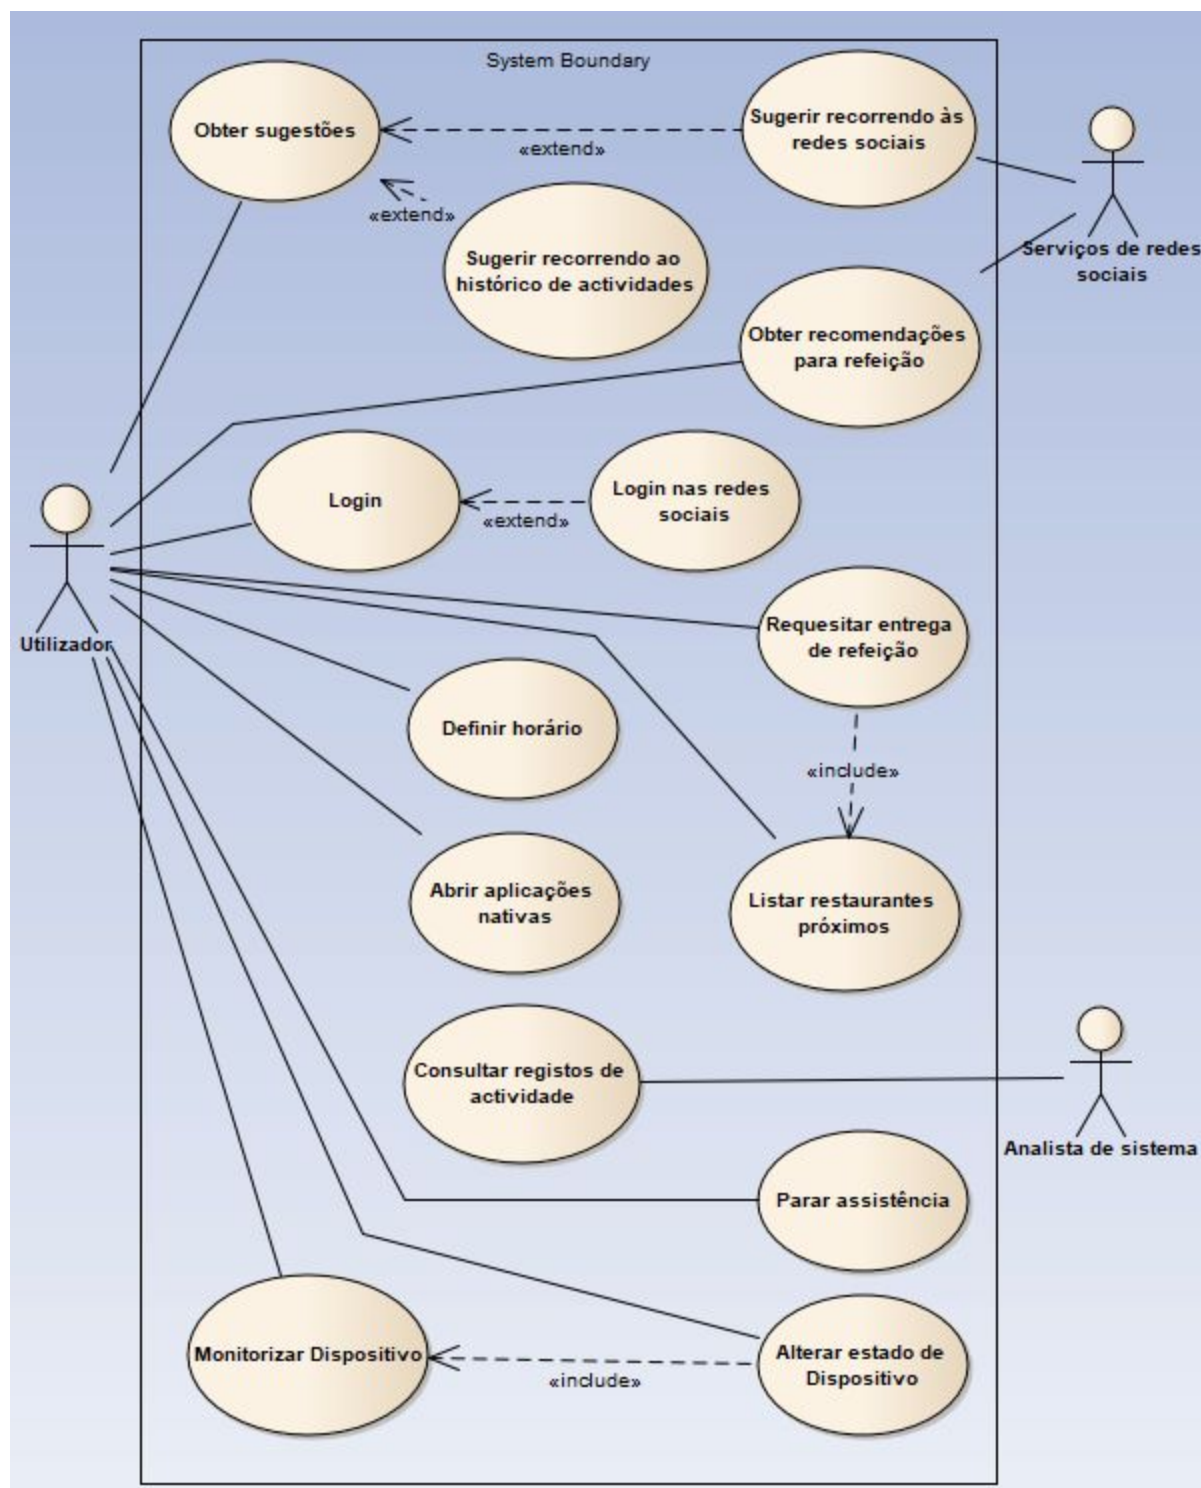 System Boundary
Obter sugestões
«extend»
Sugerir recorrendo às
redes sociais
«extend»
Sugerir recorrendo ao
histórico de actividades
Serviços de redes
sociais
Obter recomendações
para refeição
Login
«extend»
Login nas redes
sociais
Utilizador
Requesitar entrega
de refeição
Definir horário
«include»
Abrir aplicações
nativas
Listar restaurantes
próximos
Consultar registos de
actividade
Analista de sistema
Parar assistência
Monitorizar Dispositivo
«include»
Alterar estado de
Dispositivo